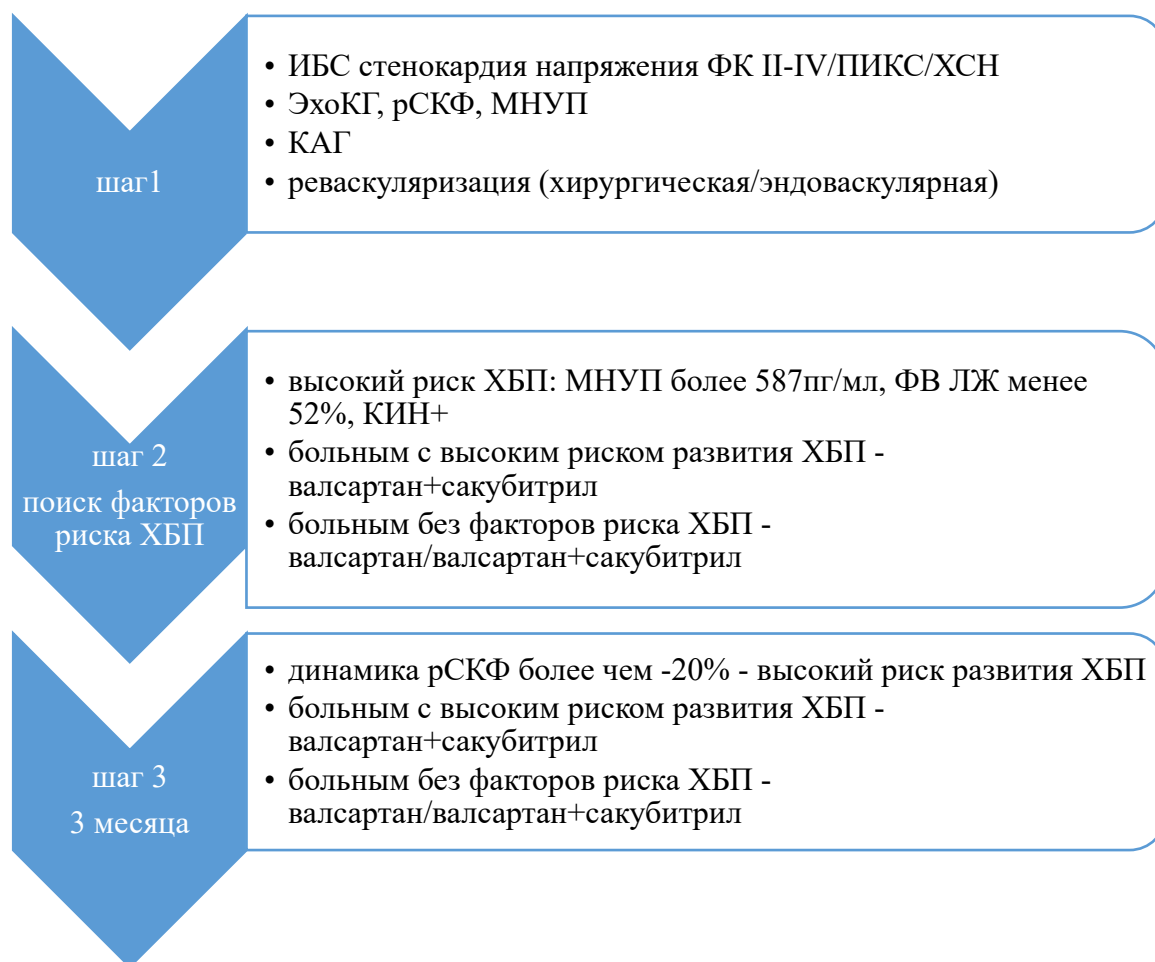 шаг1
• ИБС стенокардия напряжения ФК II-IV/ПИКС/ХСН
• ЭхоКГ, рСКФ, МНУП
• КАГ
• реваскуляризация (хирургическая/эндоваскулярная)
шаг 2
поиск факторов
риска ХБП
• высокий риск ХБП: МНУП более 587пг/мл, ФВ ЛЖ менее
52%, КИН+
• больным с высоким риском развития ХБП -
валсартан+сакубитрил
• больным без факторов риска ХБП -
валсартан/валсартан+сакубитрил
шаг 3
3 месяца
• динамика рСКФ более чем -20% - высокий риск развития ХБП
• больным с высоким риском развития ХБП -
валсартан+сакубитрил
• больным без факторов риска ХБП -
валсартан/валсартан+сакубитрил